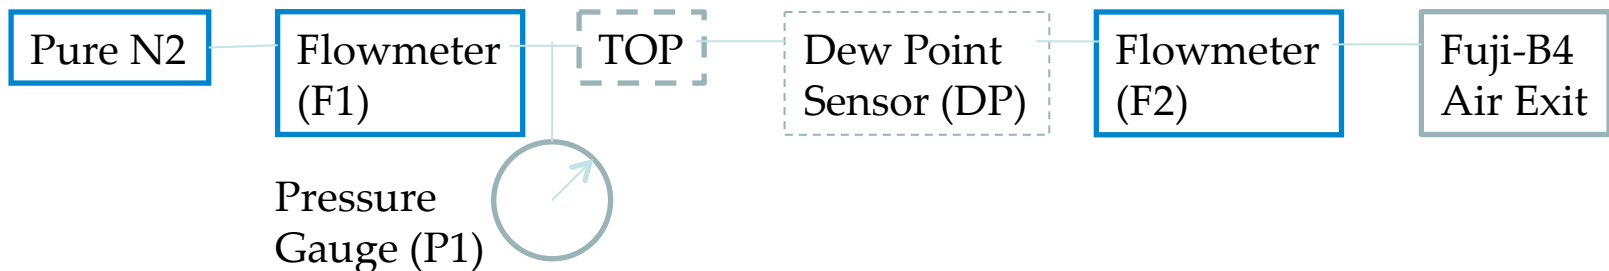 Pure N2
Flowmeter
(F1)
TOP
Dew Point
Sensor (DP)
Flowmeter
(F2)
Fuji-B4
Air Exit
Pressure
Gauge (P1)